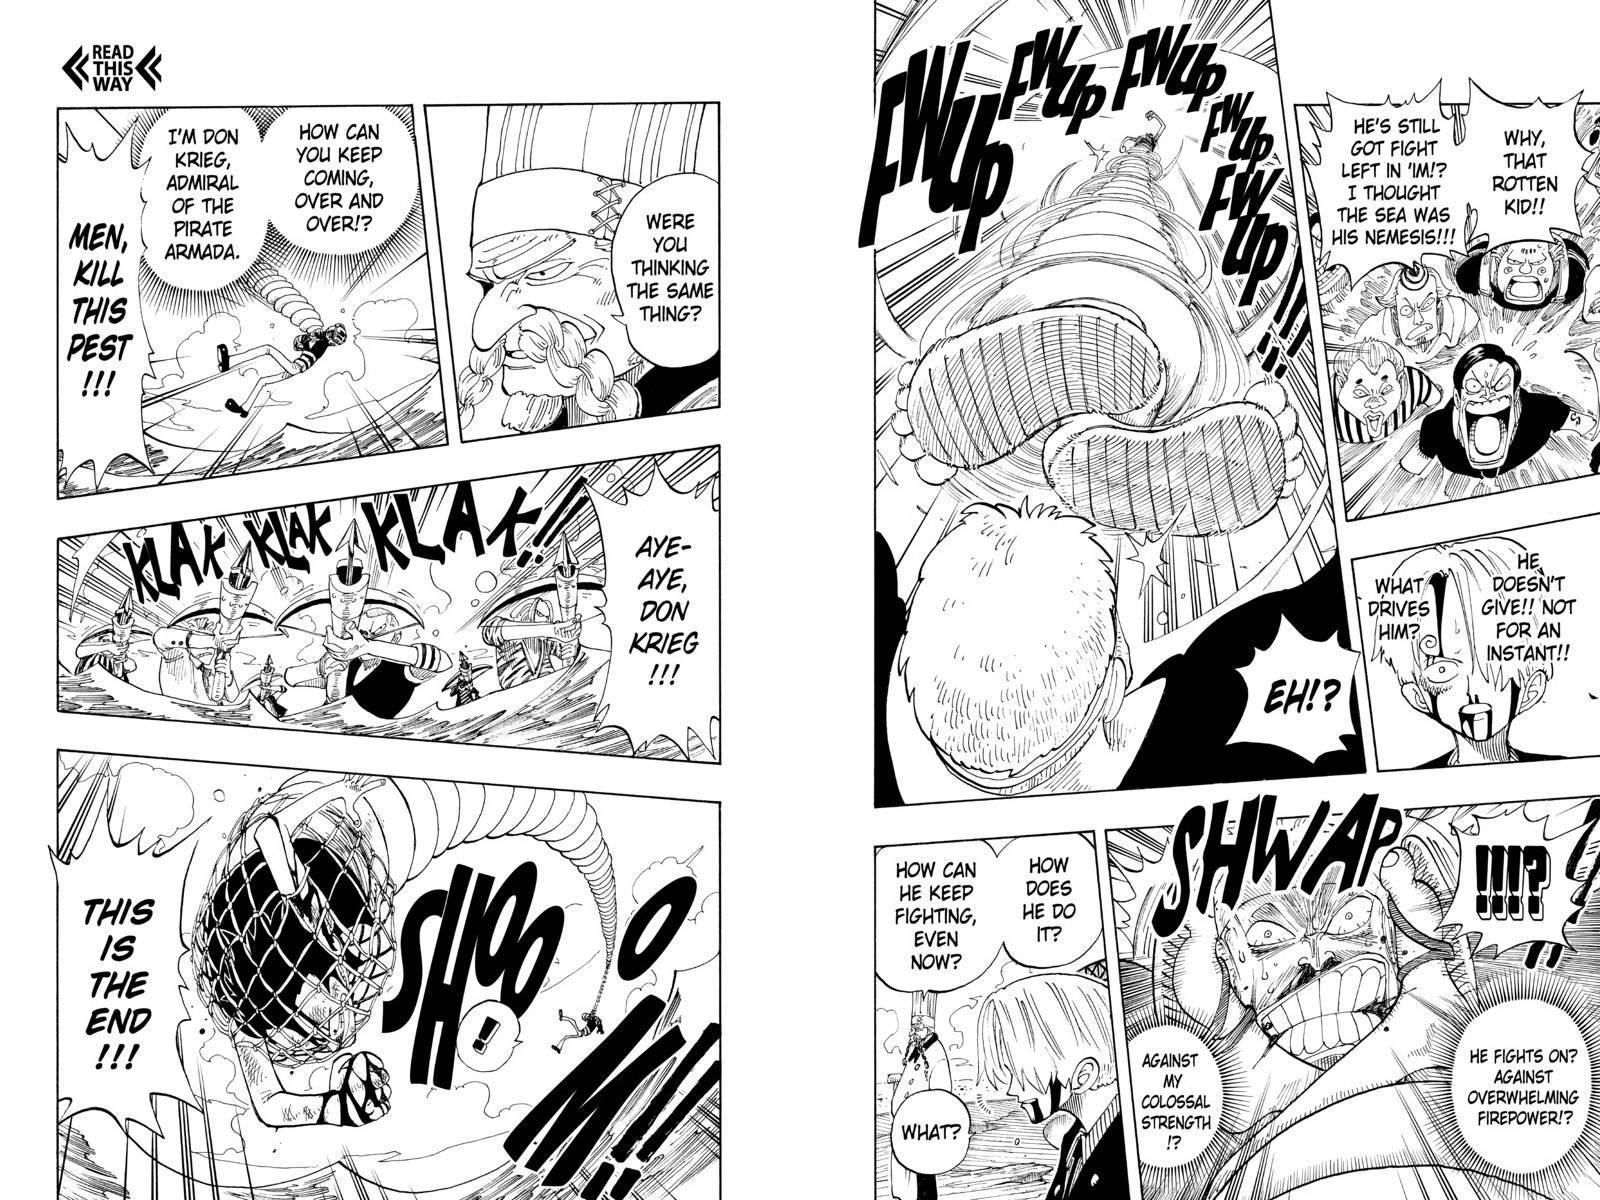 READ
THIS
WAY
WHY,
THAT
ROTTEN
KID!!
HE'S STILL
GOT FIGHT
LEFT IN 'IM!?
I THOUGHT
THE SEA WAS
HIS NEMESIS!!!
HE
DOESN'T
GIVE!! NOT
FOR AN
INSTANT!!
WHAT
DRIVES
HIM?
FWUP
FWUP
FWUP
FWUP
FWUP!!!
EH!?
!!!!?
SHWAP!!
HE FIGHTS ON?
AGAINST
OVERWHELMING
FIREPOWER!?
AGAINST
MY
COLOSSAL
STRENGTH
!?
HOW
DOES
HE DO
IT?
HOW CAN
HE KEEP
FIGHTING,
EVEN
NOW?
WHAT?
WERE
YOU
THINKING
THE SAME
THING?
HOW CAN
YOU KEEP
COMING,
OVER AND
OVER!?
I'M DON
KRIEG,
ADMIRAL
OF THE
PIRATE
ARMADA.
MEN,
KILL
THIS
PEST
!!!
AYE-
AYE,
DON
KRIEG
!!!
KLAK KLAK KLAK!!
SHOOOM!!
!
THIS
IS
THE
END
!!!